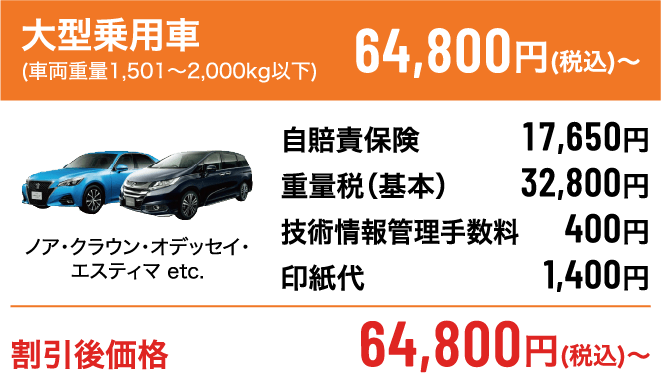 大型乗用車
(車両重量1,501〜2,000kg以下)
64,800円(税込)〜
自賠責保険 17,650円
重量税（基本） 32,800円
技術情報管理手数料 400円
印紙代 1,400円
ノア・クラウン・オデッセイ・
エスティマ etc.
割引後価格 64,800円(税込)〜